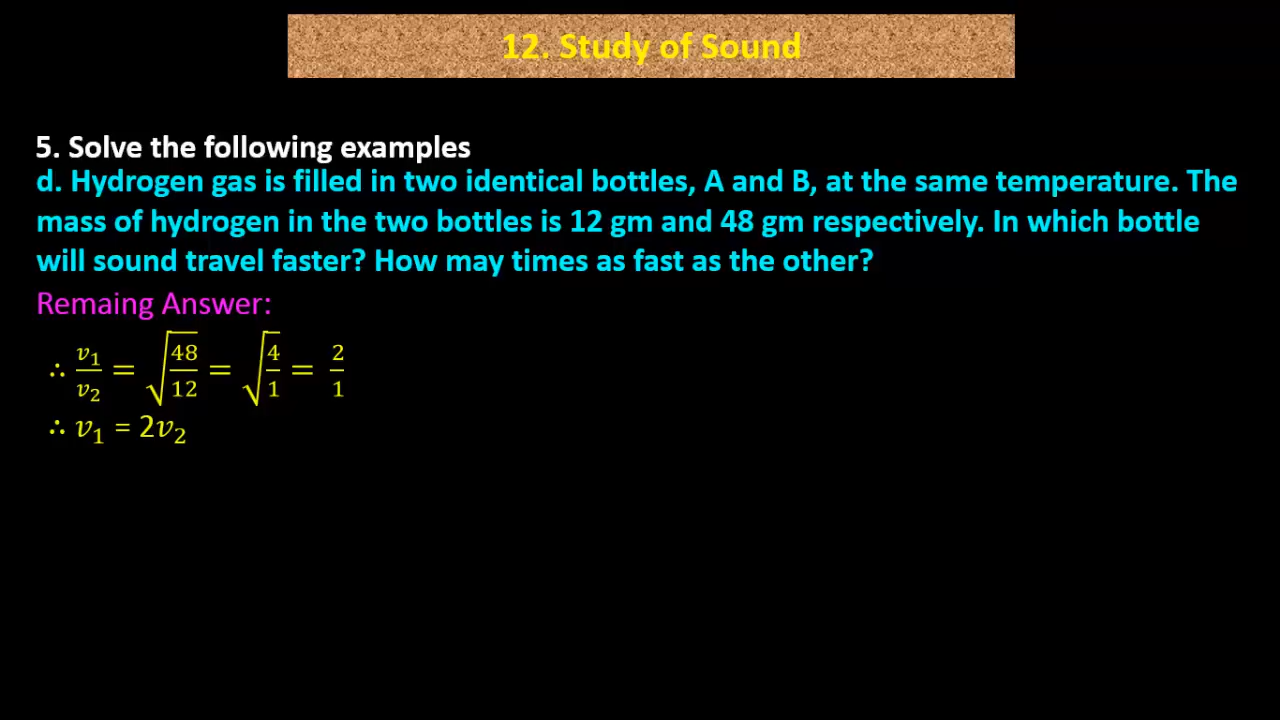 12. Study of Sound
5. Solve the following examples
d. Hydrogen gas is filled in two identical bottles, A and B, at the same temperature. The
mass of hydrogen in the two bottles is 12 gm and 48 gm respectively. In which bottle
will sound travel faster? How may times as fast as the other?
Remaing Answer:
∴ v₁/v₂ = √(48/12) = √(4/1) = 2/1
∴ v₁ = 2v₂